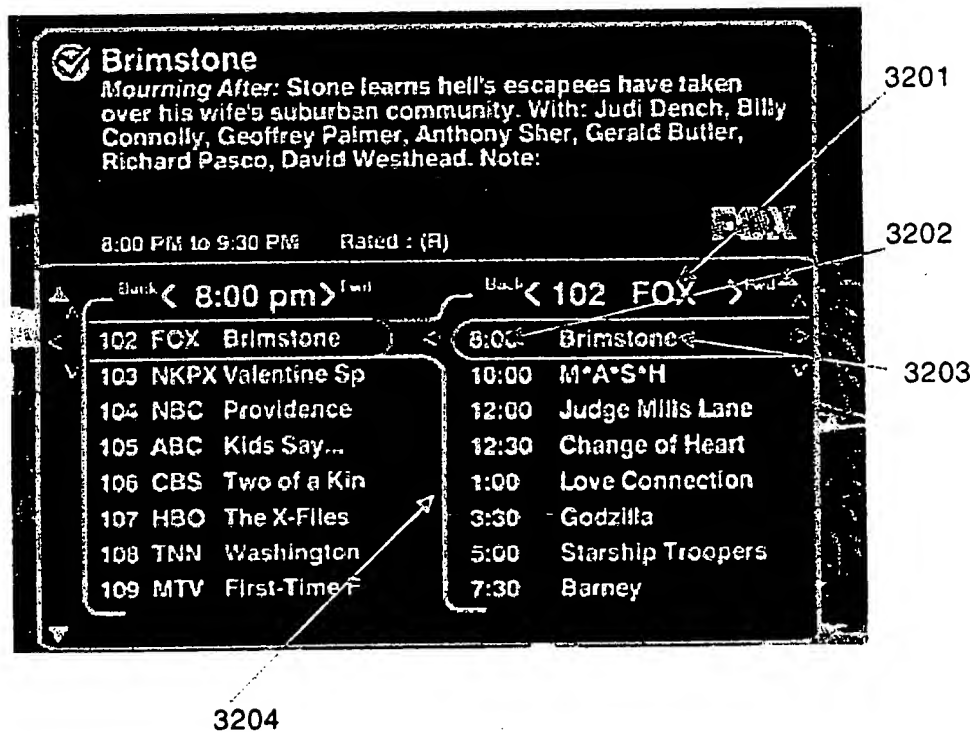 Brimstone
Mourning After: Stone learns hell's escapees have taken
over his wife's suburban community. With: Judi Dench, Billy
Connolly, Geoffrey Palmer, Anthony Sher, Gerald Butler,
Richard Pasco, David Westhead. Note:
FOX
8:00 PM to 9:30 PM Rated : (R)
Back < 8:00 pm > Fwd
Back < 102 FOX > Fwd
102 FOX Brimstone
103 NKPX Valentine Sp
104 NBC Providence
105 ABC Kids Say...
106 CBS Two of a Kin
107 HBO The X-Files
108 TNN Washington
109 MTV First-Time F
8:00 Brimstone
10:00 M*A*S*H
12:00 Judge Mills Lane
12:30 Change of Heart
1:00 Love Connection
3:30 Godzilla
5:00 Starship Troopers
7:30 Barney
3201
3202
3203
3204